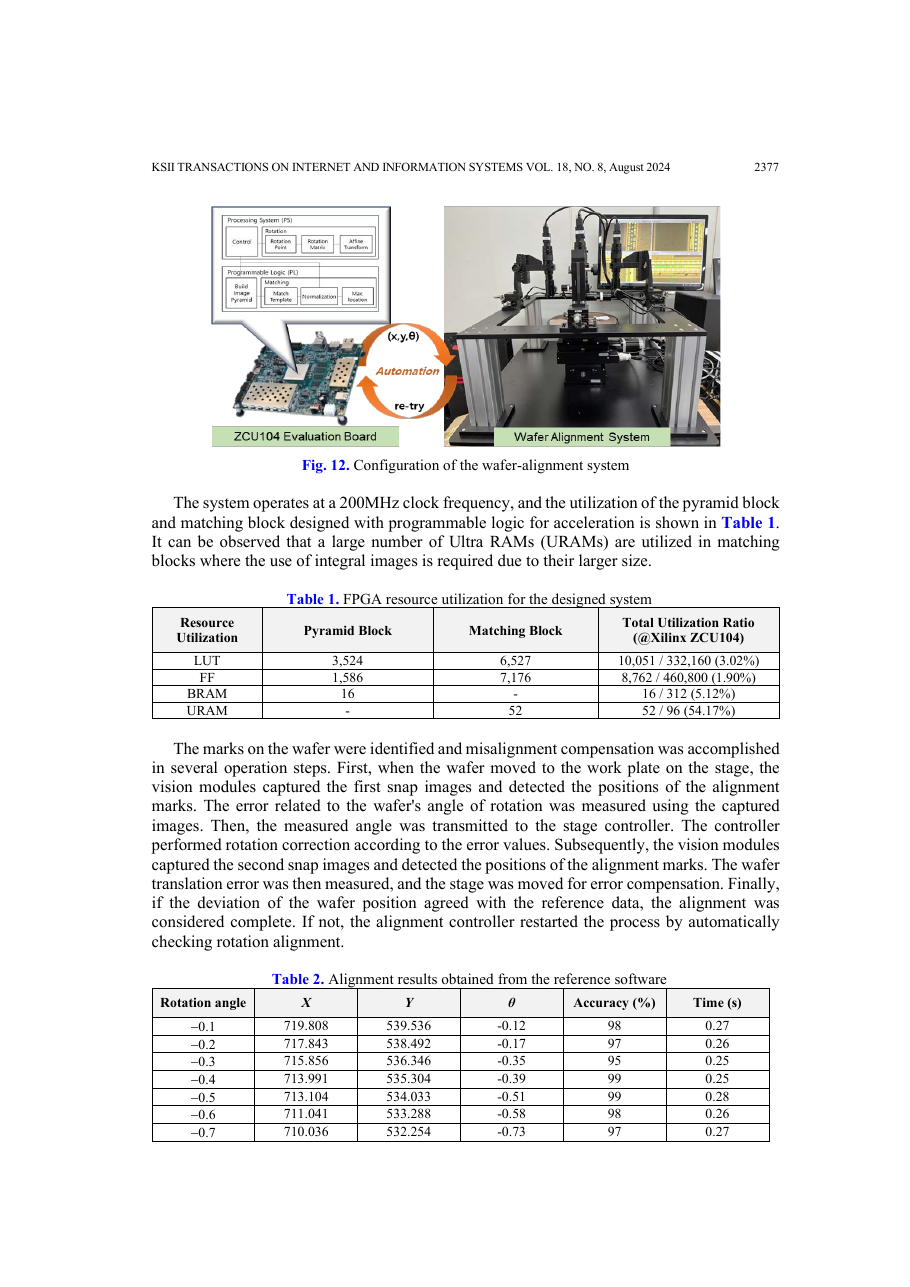 KSII TRANSACTIONS ON INTERNET AND INFORMATION SYSTEMS VOL. 18, NO. 8, August 2024 2377
Processing System (PS)
Rotation
Control
Rotation Point
Rotation Matrix
Affine Transform
Programmable Logic (PL)
Matching
Build Image Pyramid
Match Template
Normalization
Max location
(x,y,θ)
Automation
re-try
ZCU104 Evaluation Board
Wafer Alignment System
Fig. 12. Configuration of the wafer-alignment system
The system operates at a 200MHz clock frequency, and the utilization of the pyramid block
and matching block designed with programmable logic for acceleration is shown in Table 1.
It can be observed that a large number of Ultra RAMs (URAMs) are utilized in matching
blocks where the use of integral images is required due to their larger size.
Table 1. FPGA resource utilization for the designed system
Resource Utilization Pyramid Block Matching Block Total Utilization Ratio (@Xilinx ZCU104)
LUT 3,524 6,527 10,051 / 332,160 (3.02%)
FF 1,586 7,176 8,762 / 460,800 (1.90%)
BRAM 16 - 16 / 312 (5.12%)
URAM - 52 52 / 96 (54.17%)
The marks on the wafer were identified and misalignment compensation was accomplished
in several operation steps. First, when the wafer moved to the work plate on the stage, the
vision modules captured the first snap images and detected the positions of the alignment
marks. The error related to the wafer's angle of rotation was measured using the captured
images. Then, the measured angle was transmitted to the stage controller. The controller
performed rotation correction according to the error values. Subsequently, the vision modules
captured the second snap images and detected the positions of the alignment marks. The wafer
translation error was then measured, and the stage was moved for error compensation. Finally,
if the deviation of the wafer position agreed with the reference data, the alignment was
considered complete. If not, the alignment controller restarted the process by automatically
checking rotation alignment.
Table 2. Alignment results obtained from the reference software
Rotation angle X Y θ Accuracy (%) Time (s)
−0.1 719.808 539.536 -0.12 98 0.27
−0.2 717.843 538.492 -0.17 97 0.26
−0.3 715.856 536.346 -0.35 95 0.25
−0.4 713.991 535.304 -0.39 99 0.25
−0.5 713.104 534.033 -0.51 99 0.28
−0.6 711.041 533.288 -0.58 98 0.26
−0.7 710.036 532.254 -0.73 97 0.27